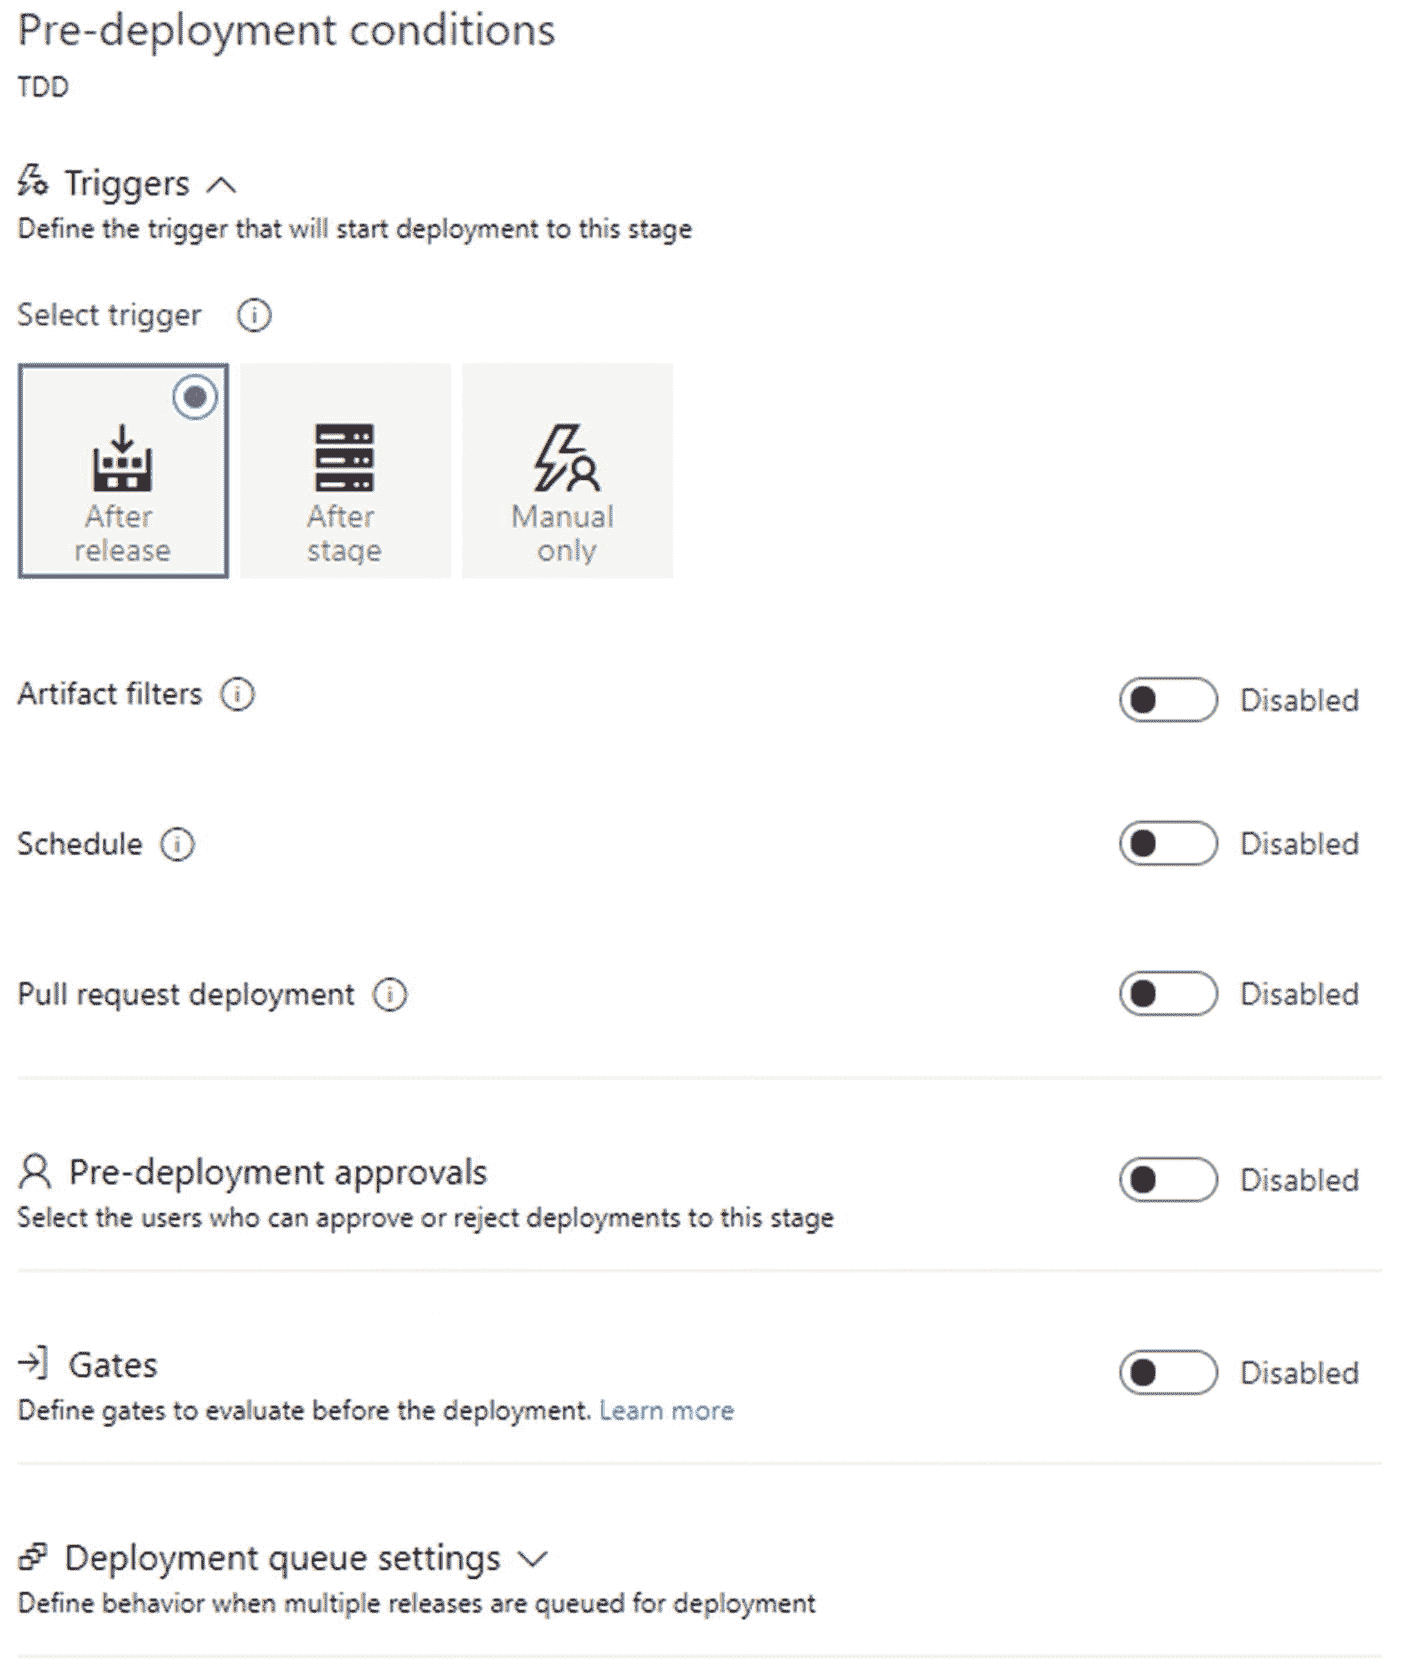 Pre-deployment conditions
TDD
Triggers
Define the trigger that will start deployment to this stage
Select trigger
After
release
After
stage
Manual
only
Artifact filters
Disabled
Schedule
Disabled
Pull request deployment
Disabled
Pre-deployment approvals
Disabled
Select the users who can approve or reject deployments to this stage
Gates
Disabled
Define gates to evaluate before the deployment. Learn more
Deployment queue settings
Define behavior when multiple releases are queued for deployment